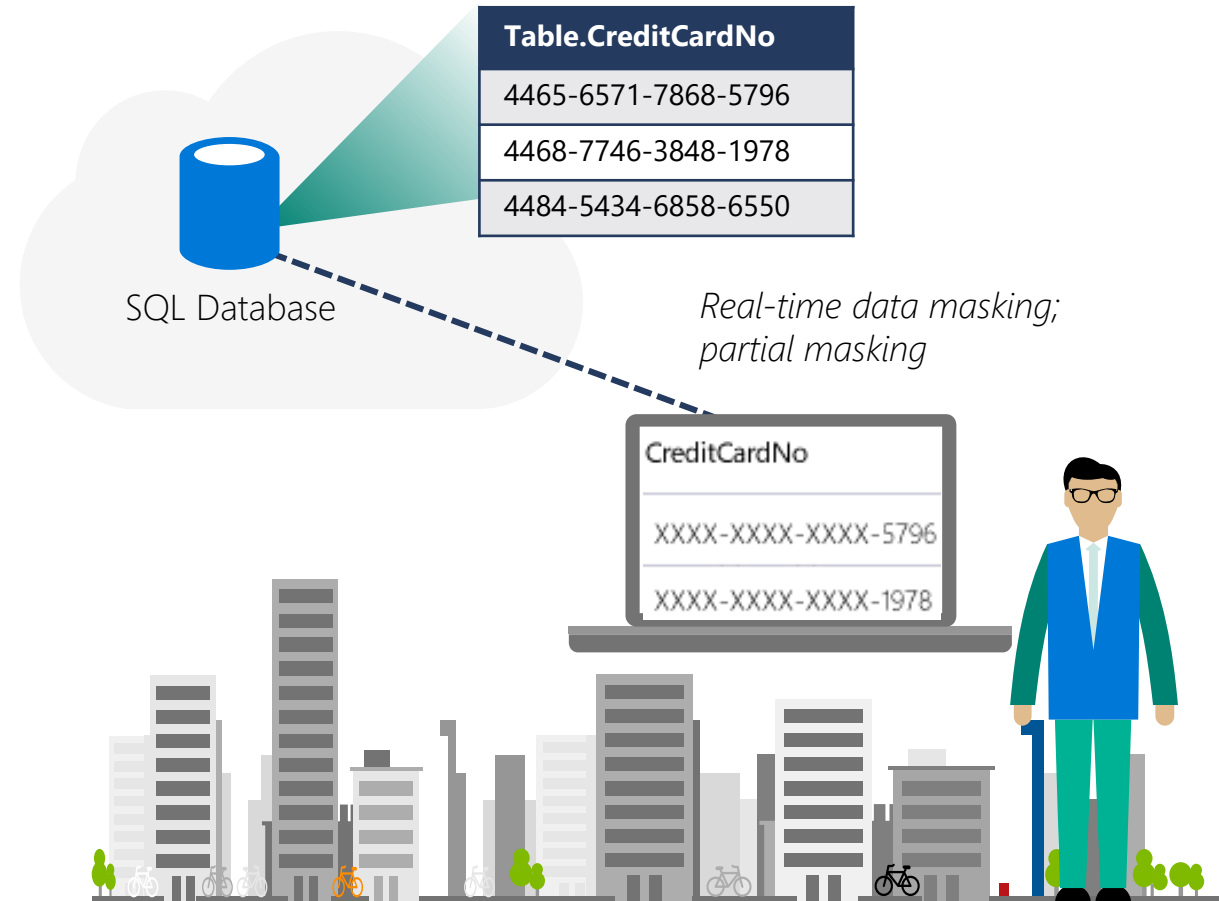 Table.CreditCardNo
4465-6571-7868-5796
4468-7746-3848-1978
4484-5434-6858-6550
SQL Database
Real-time data masking;
partial masking
CreditCardNo
XXXX-XXXX-XXXX-5796
XXXX-XXXX-XXXX-1978